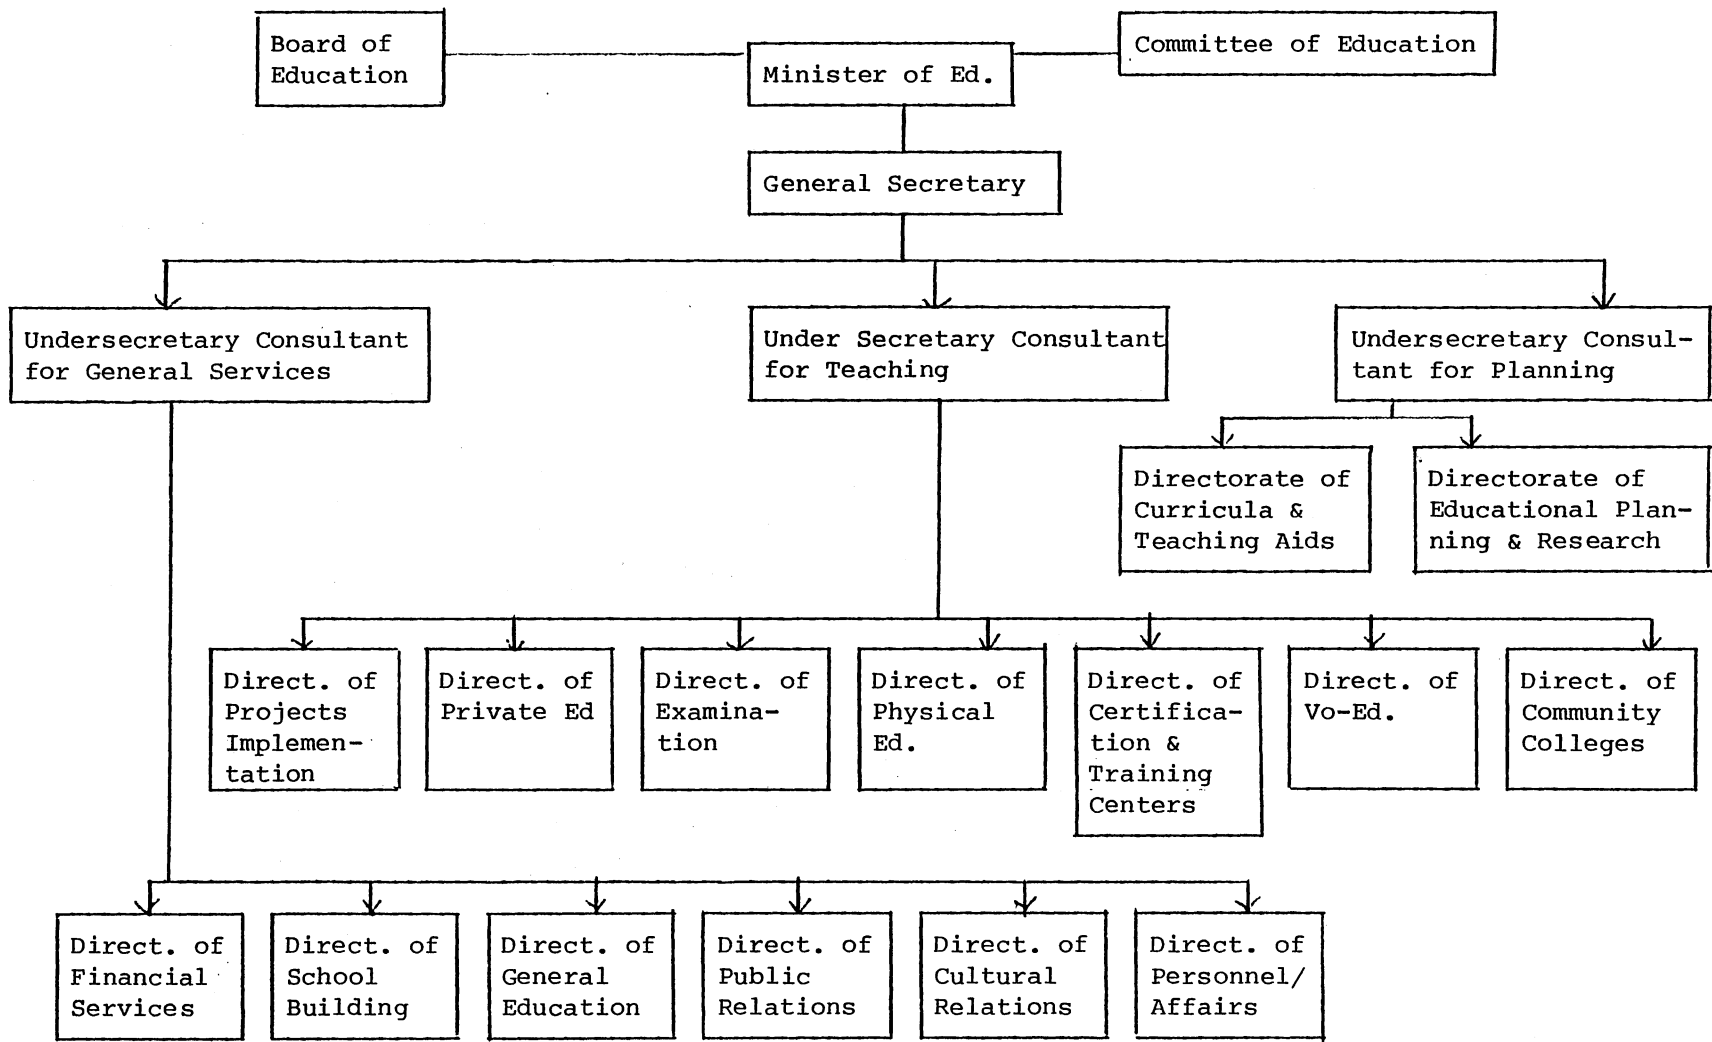 Board of
Education
Minister of Ed.
Committee of Education
General Secretary
Undersecretary Consultant
for General Services
Under Secretary Consultant
for Teaching
Undersecretary Consul-
tant for Planning
Directorate of
Curricula &
Teaching Aids
Directorate of
Educational Plan-
ning & Research
Direct. of
Projects
Implemen-
tation
Direct. of
Private Ed
Direct. of
Examina-
tion
Direct. of
Physical
Ed.
Direct. of
Certifica-
tion &
Training
Centers
Direct. of
Vo-Ed.
Direct. of
Community
Colleges
Direct. of
Financial
Services
Direct. of
School
Building
Direct. of
General
Education
Direct. of
Public
Relations
Direct. of
Cultural
Relations
Direct. of
Personnel/
Affairs